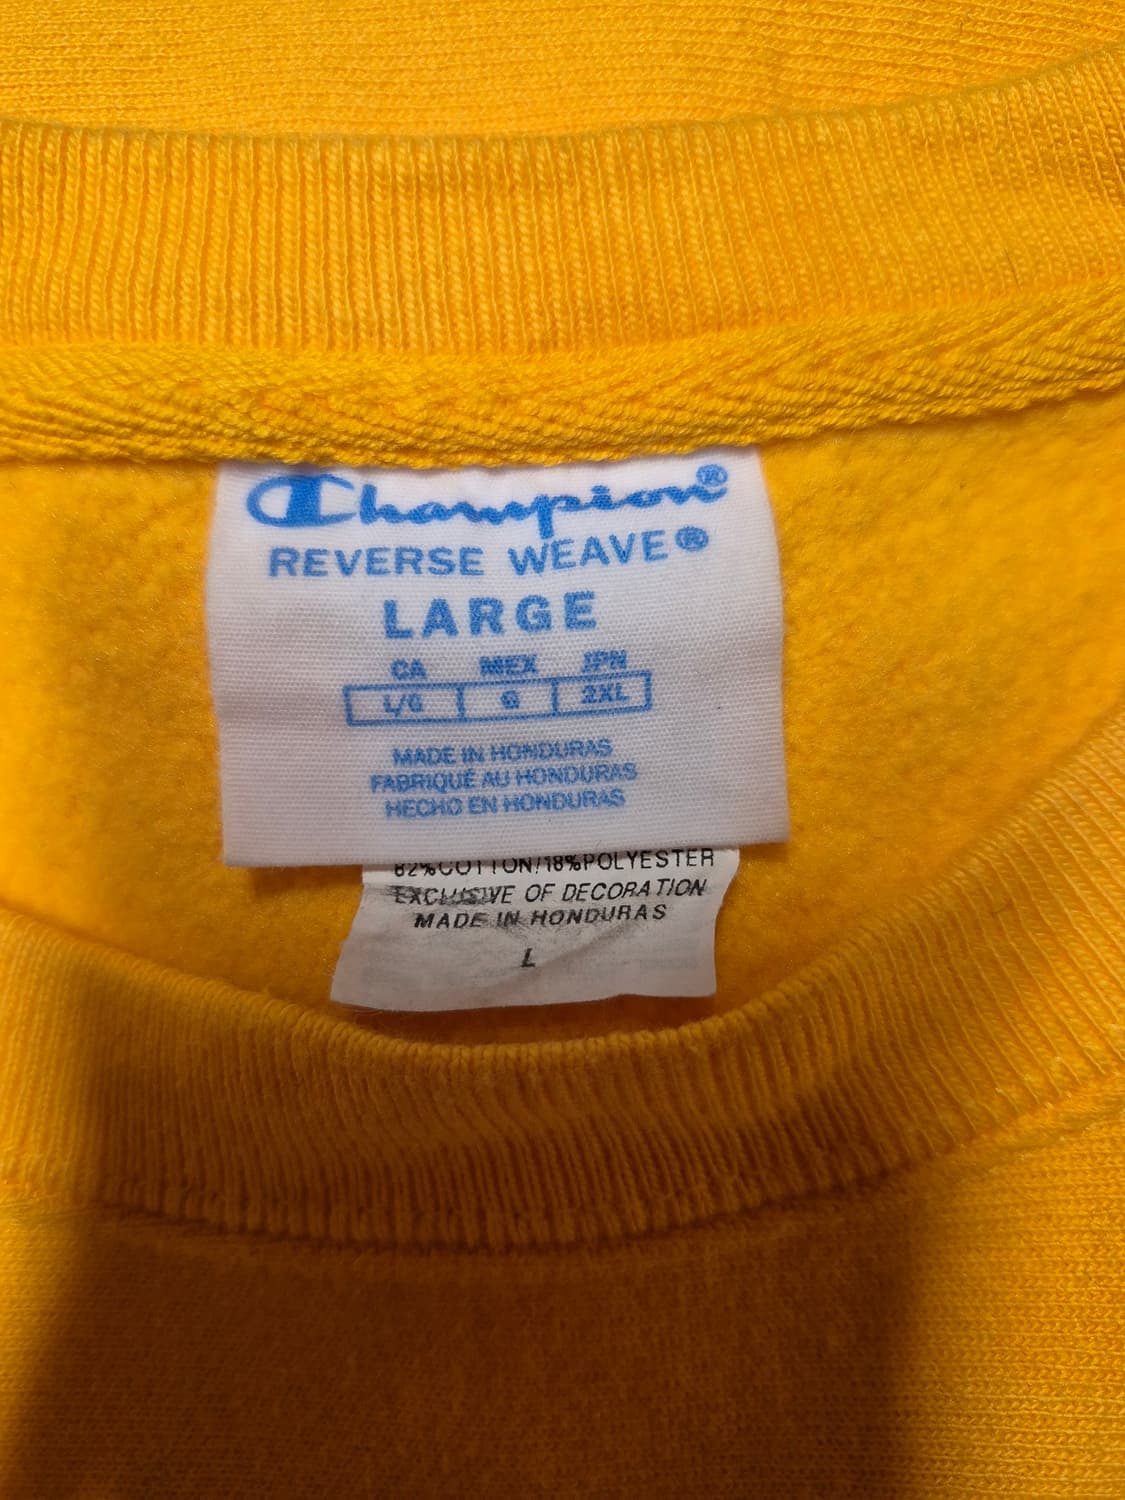 Champion®
REVERSE WEAVE®
LARGE
CA MEX JPN
L/G G 2XL
MADE IN HONDURAS
FABRIQUÉ AU HONDURAS
HECHO EN HONDURAS
82%COTTON/18%POLYESTER
EXCLUSIVE OF DECORATION
MADE IN HONDURAS
L